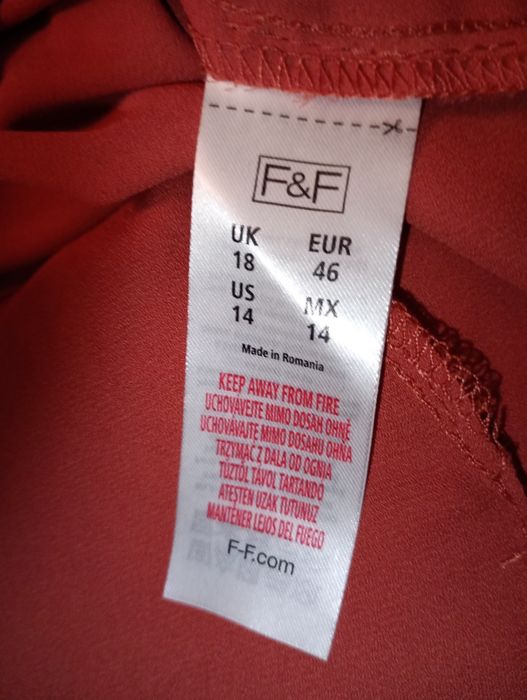 F&F
UK EUR
18 46
US MX
14 14
Made in Romania
KEEP AWAY FROM FIRE
UCHOVÁVEJTE MIMO DOSAH OHNĚ
UCHOVÁVAJTE MIMO DOSAHU OHŇA
TRZYMAĆ Z DALA OD OGNIA
TŰZTŐL TÁVOL TARTANDÓ
ATEŞTEN UZAK TUTUNUZ
MANTENER LEJOS DEL FUEGO
F-F.com